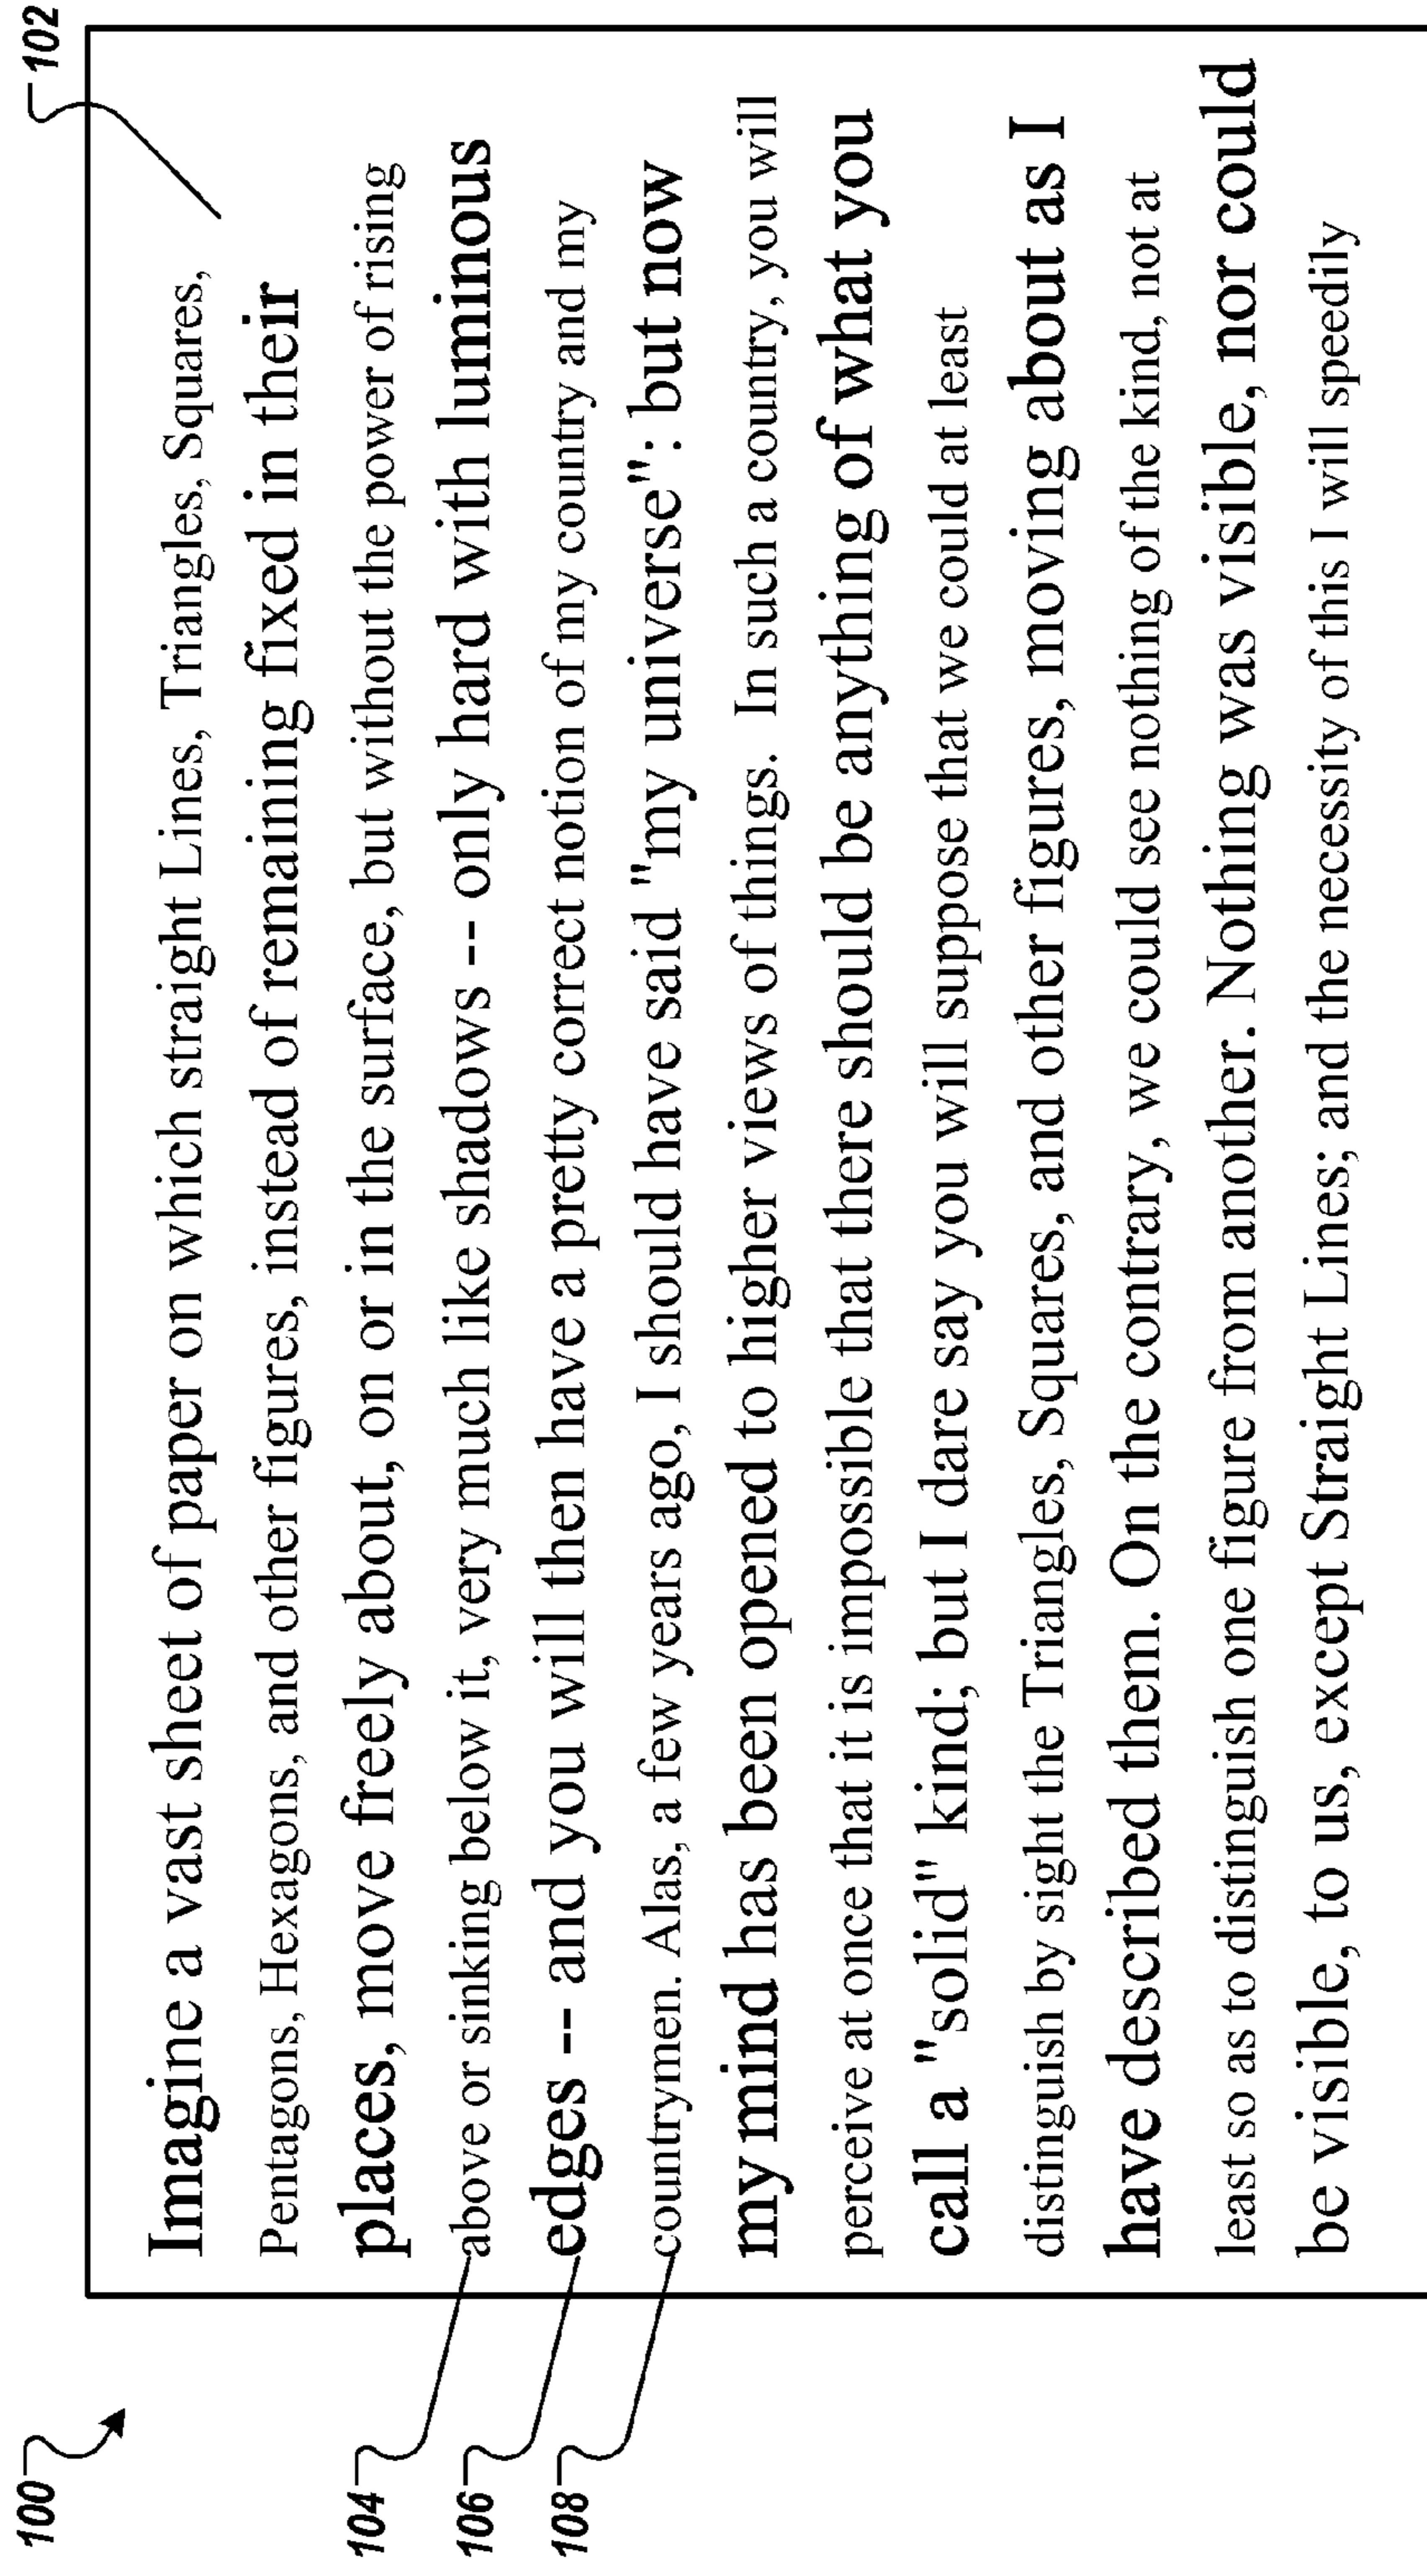 100
102
Imagine a vast sheet of paper on which straight Lines, Triangles, Squares,
Pentagons, Hexagons, and other figures, instead of remaining fixed in their
places, move freely about, on or in the surface, but without the power of rising
104
above or sinking below it, very much like shadows -- only hard with luminous
106
edges -- and you will then have a pretty correct notion of my country and my
108
countrymen. Alas, a few years ago, I should have said "my universe": but now
my mind has been opened to higher views of things. In such a country, you will
perceive at once that it is impossible that there should be anything of what you
call a "solid" kind; but I dare say you will suppose that we could at least
distinguish by sight the Triangles, Squares, and other figures, moving about as I
have described them. On the contrary, we could see nothing of the kind, not at
least so as to distinguish one figure from another. Nothing was visible, nor could
be visible, to us, except Straight Lines; and the necessity of this I will speedily